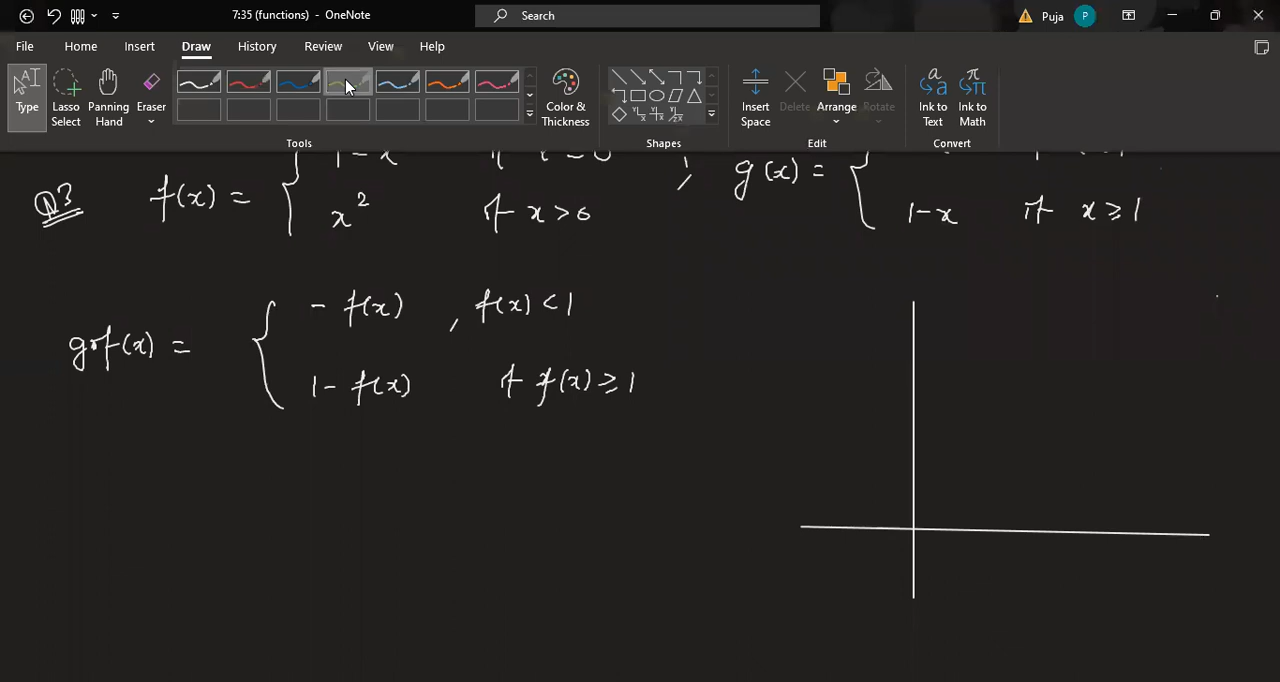 7:35 (functions) - OneNote
Search
Puja P
File Home Insert Draw History Review View Help
Type
Lasso Select
Panning Hand
Eraser
Color & Thickness
Insert Space
Delete
Arrange
Rotate
Ink to Text
Ink to Math
Tools
Shapes
Edit
Convert
Q3 f(x) = { 1-x
x² if x > 0
; g(x) = {
1-x if x ≥ 1
gof(x) = { - f(x) , f(x) < 1
1 - f(x) if f(x) ≥ 1